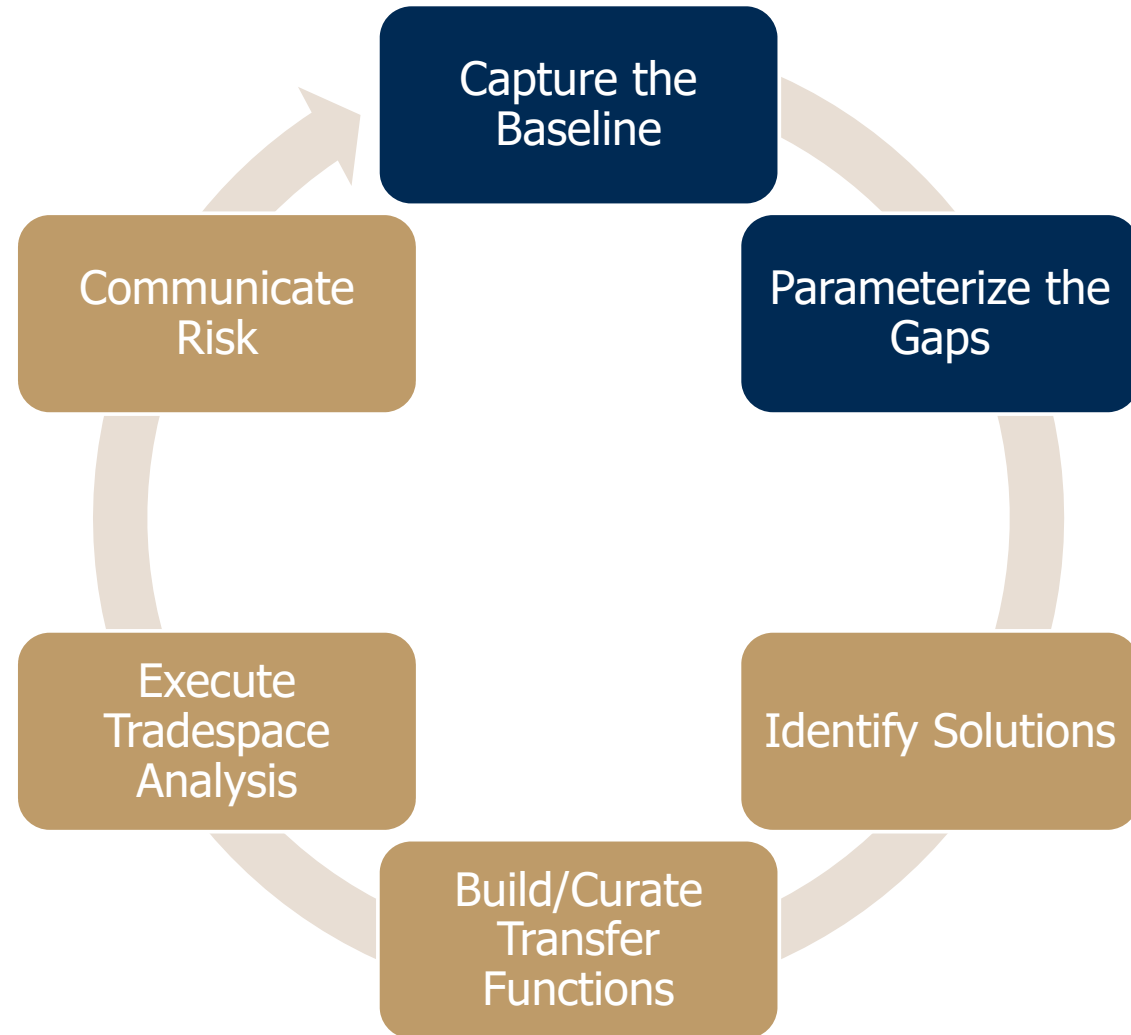 Capture the
Baseline
Parameterize the
Gaps
Identify Solutions
Build/Curate
Transfer
Functions
Execute
Tradespace
Analysis
Communicate
Risk